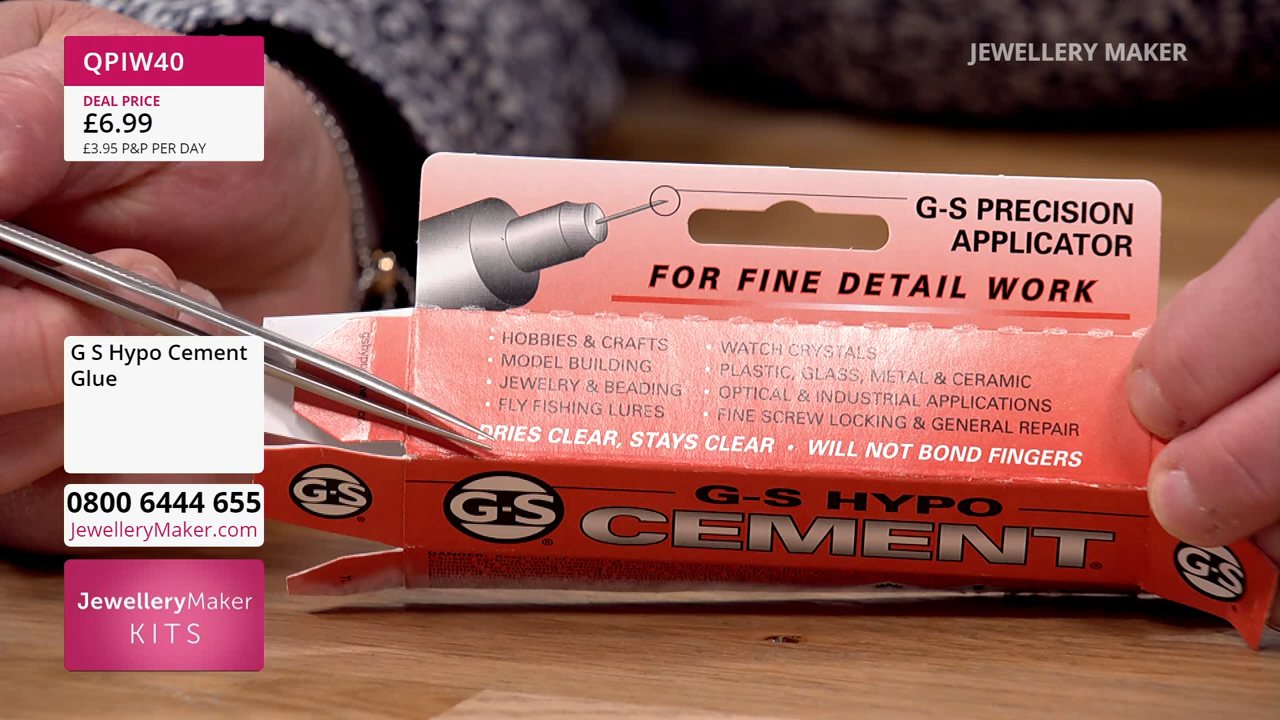 QPIW40
DEAL PRICE
£6.99
£3.95 P&P PER DAY
JEWELLERY MAKER
G-S PRECISION
APPLICATOR
FOR FINE DETAIL WORK
• HOBBIES & CRAFTS
• MODEL BUILDING
• JEWELRY & BEADING
• FLY FISHING LURES
• WATCH CRYSTALS
• PLASTIC, GLASS, METAL & CERAMIC
• OPTICAL & INDUSTRIAL APPLICATIONS
• FINE SCREW LOCKING & GENERAL REPAIR
DRIES CLEAR, STAYS CLEAR • WILL NOT BOND FINGERS
G S Hypo Cement
Glue
G-S ®
G-S ®
G-S HYPO
CEMENT®
G-S ®
DANGER:
0800 6444 655
JewelleryMaker.com
JewelleryMaker
KITS